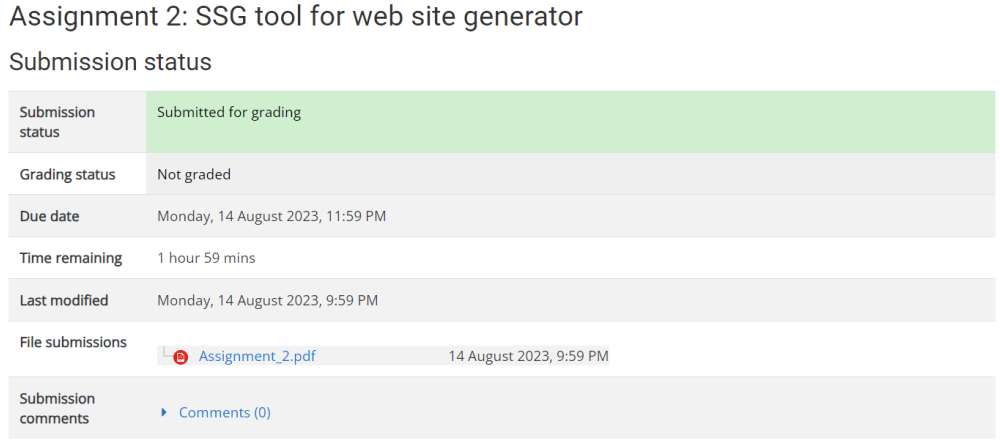 Assignment 2: SSG tool for web site generator
Submission status
Submission status
Submitted for grading
Grading status
Not graded
Due date
Monday, 14 August 2023, 11:59 PM
Time remaining
1 hour 59 mins
Last modified
Monday, 14 August 2023, 9:59 PM
File submissions
Assignment_2.pdf
14 August 2023, 9:59 PM
Submission comments
Comments (0)